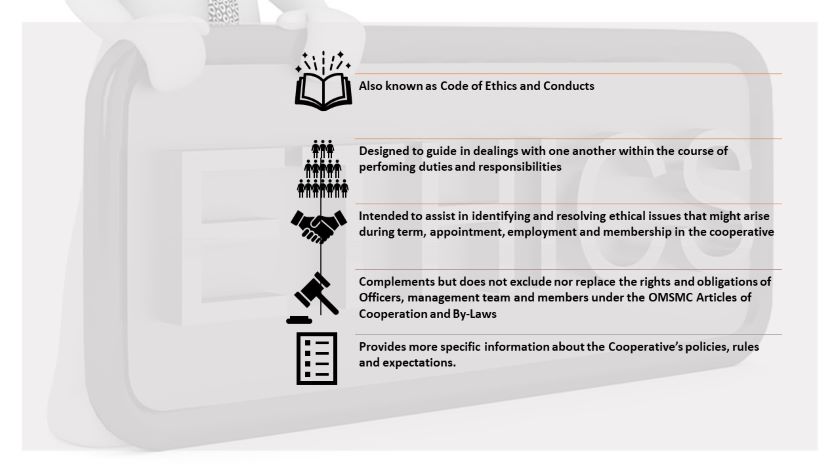 Also known as Code of Ethics and Conducts
Designed to guide in dealings with one another within the course of
perfoming duties and responsibilities
Intended to assist in identifying and resolving ethical issues that might arise
during term, appointment, employment and membership in the cooperative
Complements but does not exclude nor replace the rights and obligations of
Officers, management team and members under the OMSMC Articles of
Cooperation and By-Laws
Provides more specific information about the Cooperative's policies, rules
and expectations.
ETHICS